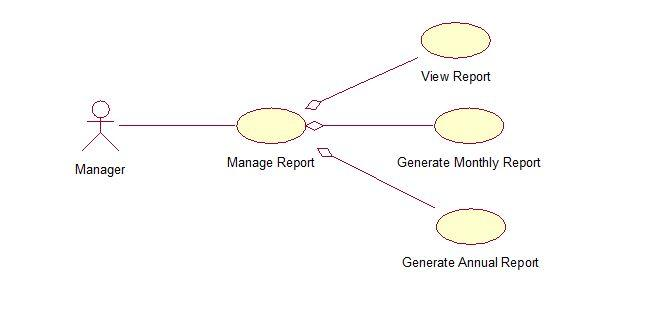 View Report
Manager
Manage Report
Generate Monthly Report
Generate Annual Report